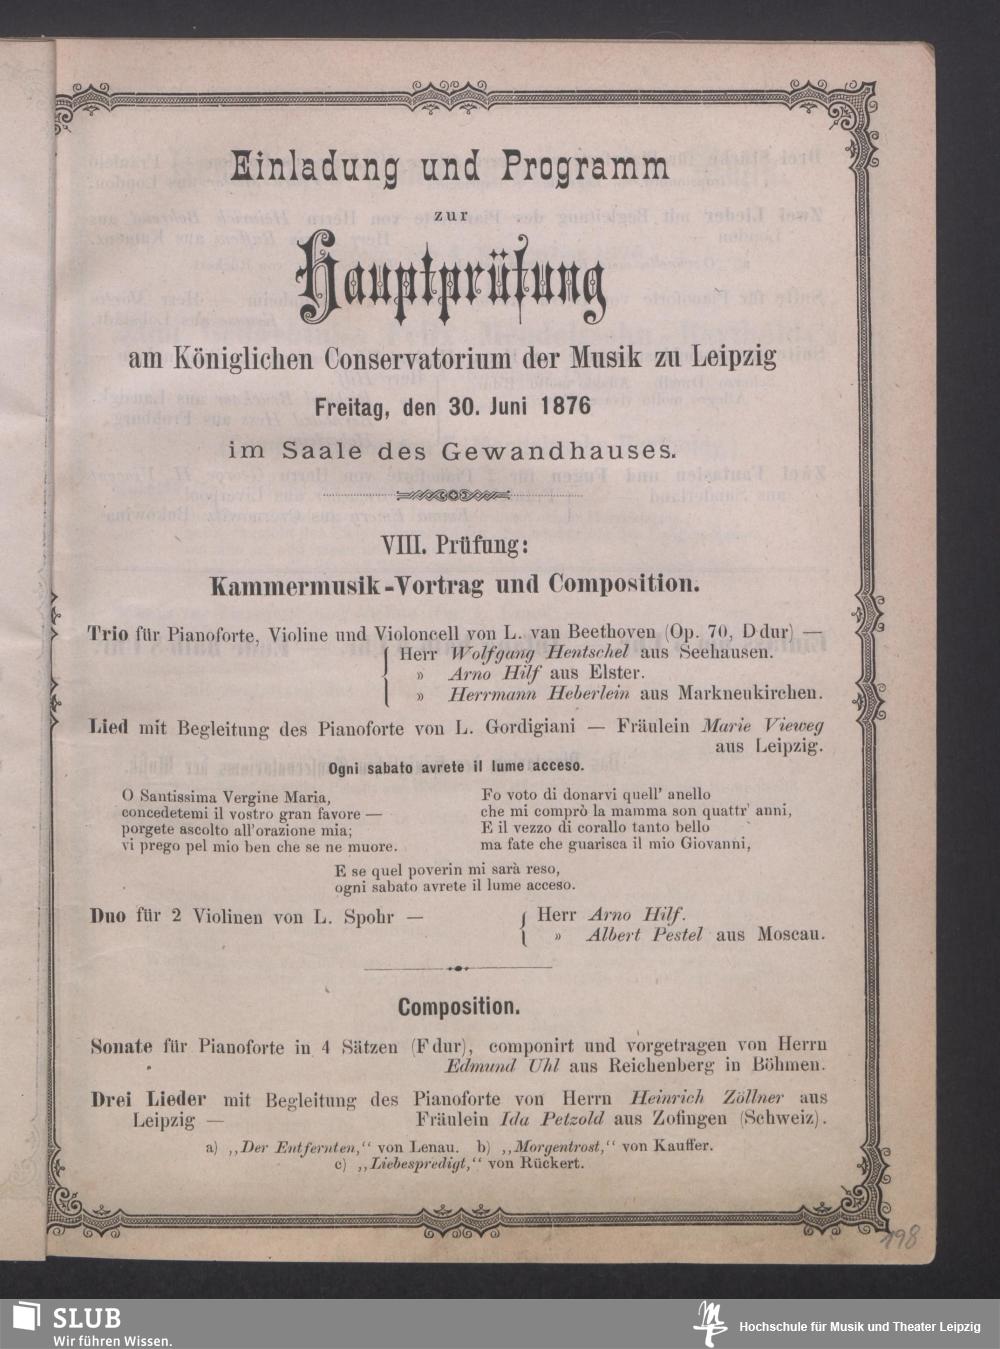 Einladung und Programm
zur
Hauptprüfung
am Königlichen Conservatorium der Musik zu Leipzig
Freitag, den 30. Juni 1876
im Saale des Gewandhauses.
VIII. Prüfung:
Kammermusik-Vortrag und Composition.
Trio für Pianoforte, Violine und Violoncell von L. van Beethoven (Op. 70, D dur) —
Herr Wolfgang Hentschel aus Seehausen.
» Arno Hilf aus Elster.
» Herrmann Heberlein aus Markneukirchen.
Lied mit Begleitung des Pianoforte von L. Gordigiani — Fräulein Marie Vieweg
aus Leipzig.
Ogni sabato avrete il lume acceso.
O Santissima Vergine Maria,
concedetemi il vostro gran favore —
porgete ascolto all'orazione mia;
vi prego pel mio ben che se ne muore.
Fo voto di donarvi quell' anello
che mi comprò la mamma son quattr' anni,
E il vezzo di corallo tanto bello
ma fate che guarisca il mio Giovanni,
E se quel poverin mi sarà reso,
ogni sabato avrete il lume acceso.
Duo für 2 Violinen von L. Spohr — Herr Arno Hilf.
» Albert Pestel aus Moscau.
Composition.
Sonate für Pianoforte in 4 Sätzen (F dur), componirt und vorgetragen von Herrn
Edmund Uhl aus Reichenberg in Böhmen.
Drei Lieder mit Begleitung des Pianoforte von Herrn Heinrich Zöllner aus
Leipzig — Fräulein Ida Petzold aus Zofingen (Schweiz).
a) „Der Entfernten,“ von Lenau. b) „Morgentrost,“ von Kauffer.
c) „Liebespredigt,“ von Rückert.
198
SLUB
Wir führen Wissen.
Hochschule für Musik und Theater Leipzig